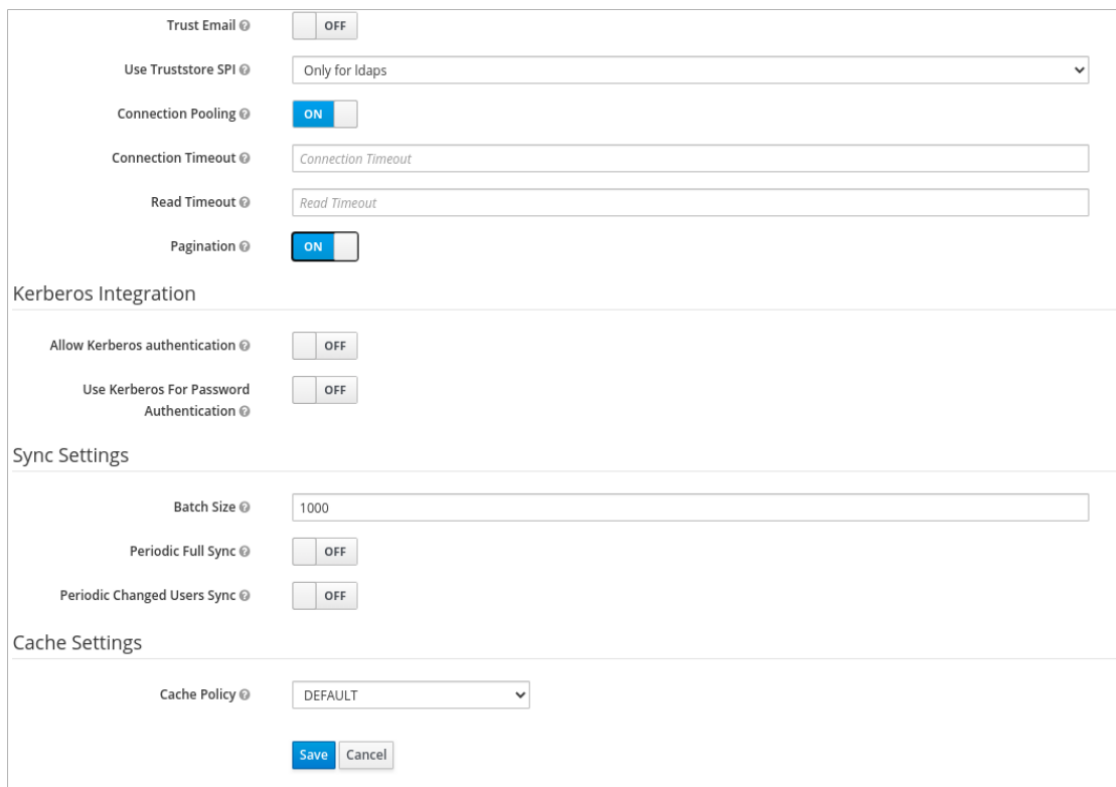 Trust Email OFF
Use Truststore SPI Only for ldaps
Connection Pooling ON
Connection Timeout Connection Timeout
Read Timeout Read Timeout
Pagination ON
Kerberos Integration
Allow Kerberos authentication OFF
Use Kerberos For Password
Authentication OFF
Sync Settings
Batch Size 1000
Periodic Full Sync OFF
Periodic Changed Users Sync OFF
Cache Settings
Cache Policy DEFAULT
Save Cancel